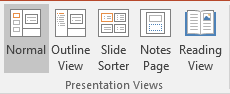 Normal Outline Slide Notes Reading
View Sorter Page View
Presentation Views